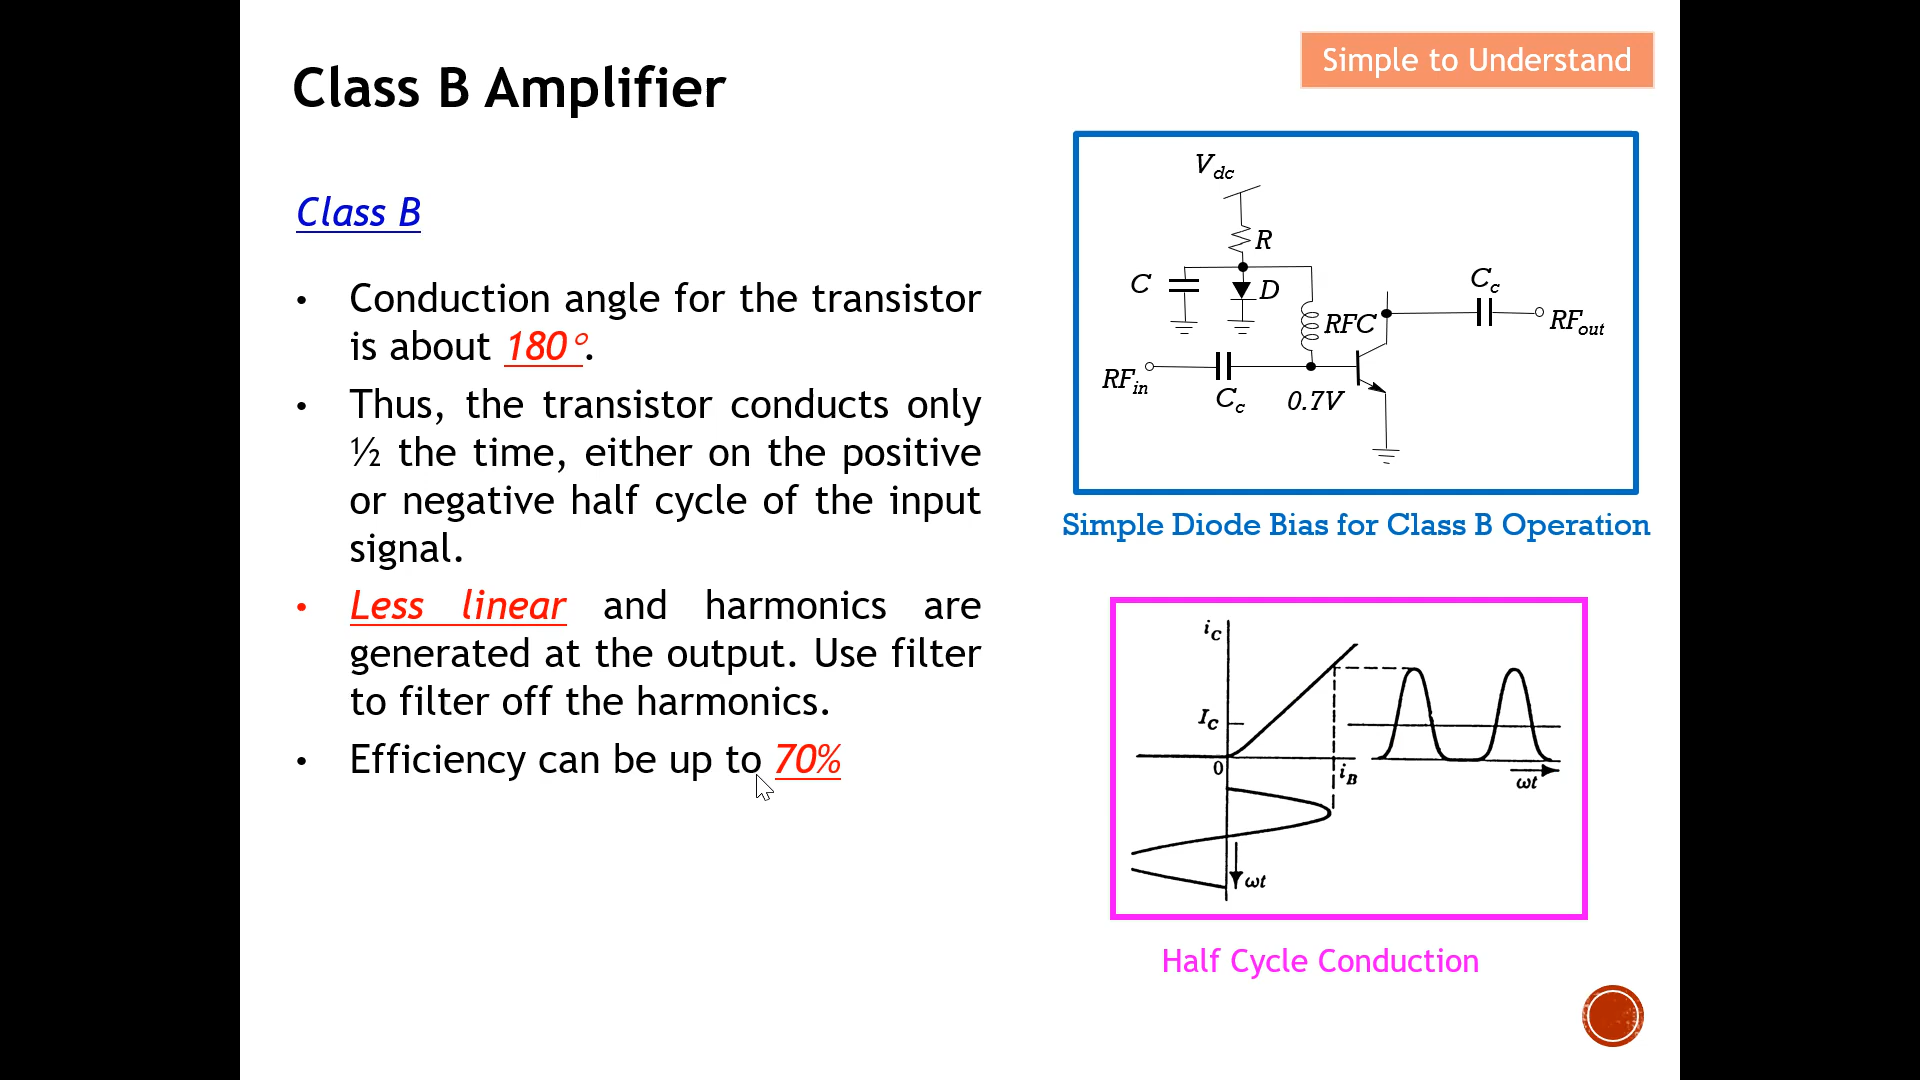 Class B Amplifier
Simple to Understand
Class B
• Conduction angle for the transistor
is about 180°.
• Thus, the transistor conducts only
½ the time, either on the positive
or negative half cycle of the input
signal.
• Less linear and harmonics are
generated at the output. Use filter
to filter off the harmonics.
• Efficiency can be up to 70%
Vdc
R
C
D
RFC
Cc
RFout
RFin
Cc
0.7V
Simple Diode Bias for Class B Operation
iC
IC
0
iB
ωt
ωt
Half Cycle Conduction